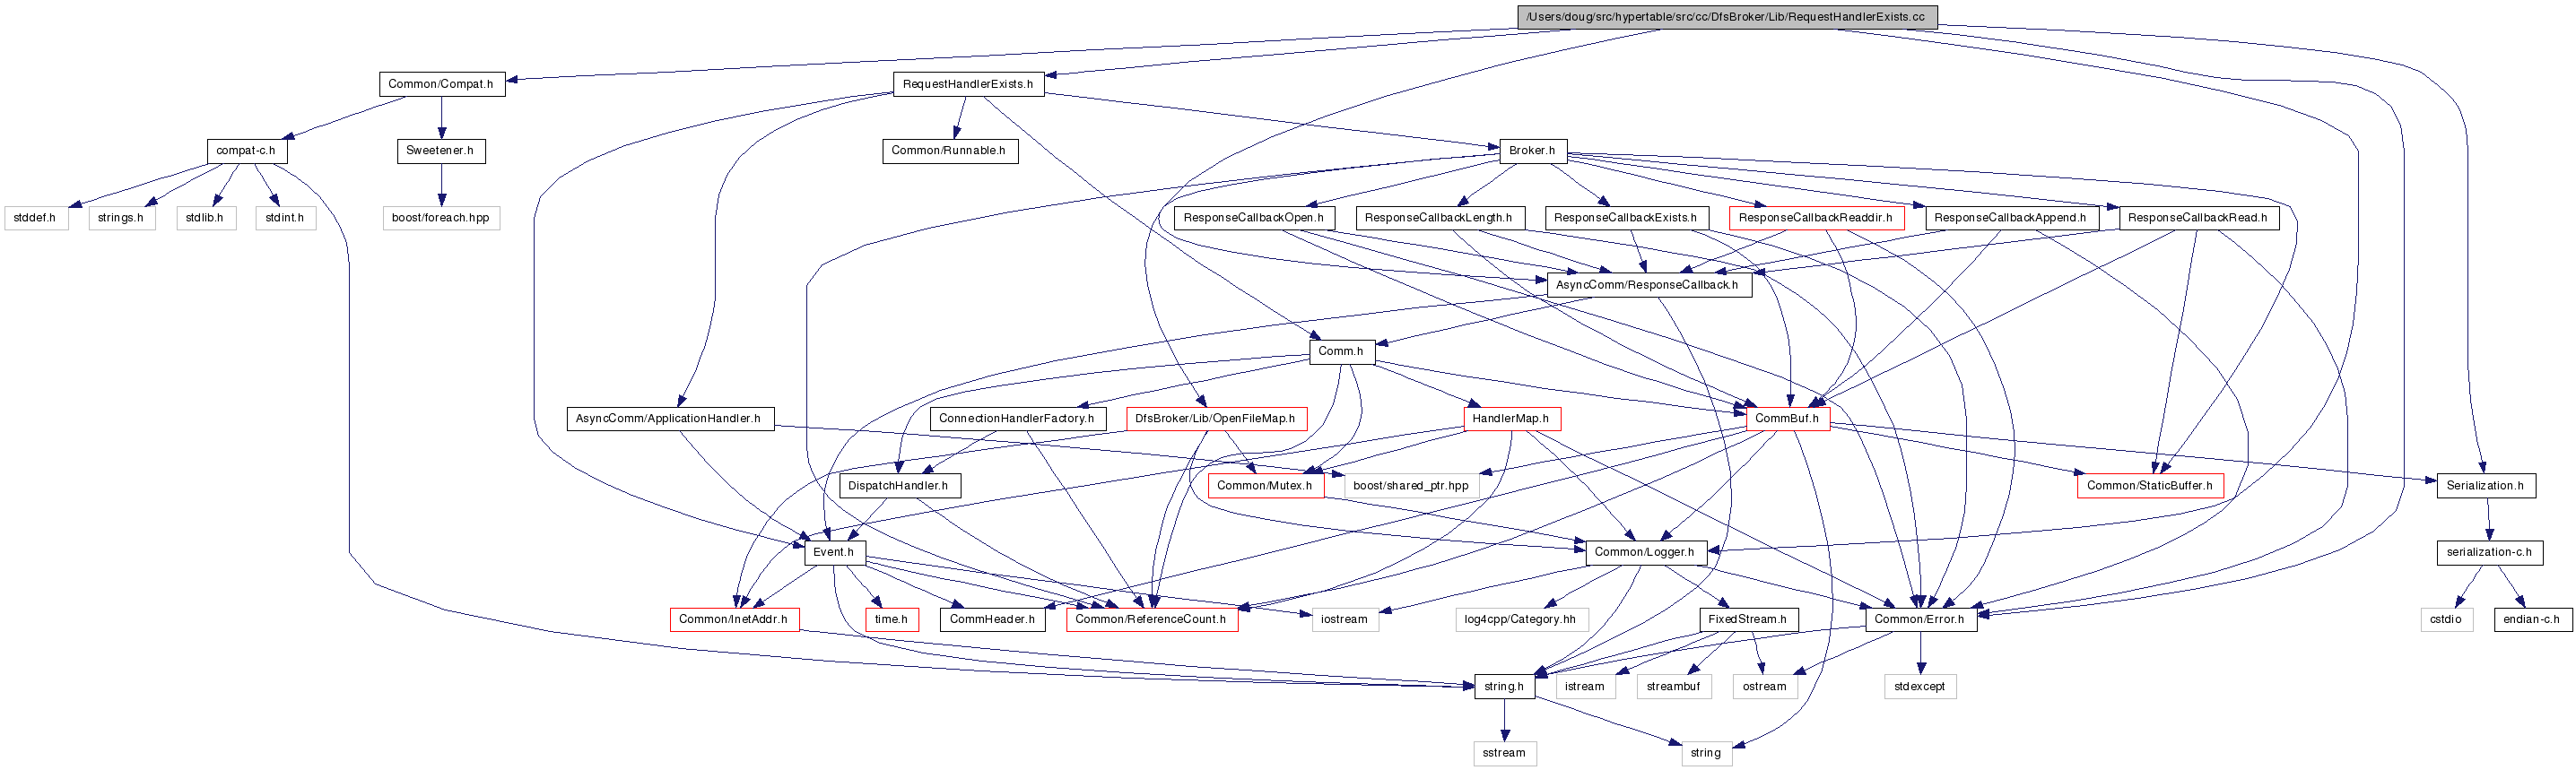 /Users/doug/src/hypertable/src/cc/DfsBroker/Lib/RequestHandlerExists.cc
Common/Compat.h
RequestHandlerExists.h
compat-c.h
Sweetener.h
Common/Runnable.h
Broker.h
stddef.h
strings.h
stdlib.h
stdint.h
boost/foreach.hpp
ResponseCallbackOpen.h
ResponseCallbackLength.h
ResponseCallbackExists.h
ResponseCallbackReaddir.h
ResponseCallbackAppend.h
ResponseCallbackRead.h
AsyncComm/ResponseCallback.h
Comm.h
AsyncComm/ApplicationHandler.h
ConnectionHandlerFactory.h
DfsBroker/Lib/OpenFileMap.h
HandlerMap.h
CommBuf.h
DispatchHandler.h
Common/Mutex.h
boost/shared_ptr.hpp
Common/StaticBuffer.h
Serialization.h
Event.h
Common/Logger.h
serialization-c.h
Common/InetAddr.h
time.h
CommHeader.h
Common/ReferenceCount.h
iostream
log4cpp/Category.hh
FixedStream.h
Common/Error.h
cstdio
endian-c.h
string.h
istream
streambuf
ostream
stdexcept
sstream
string